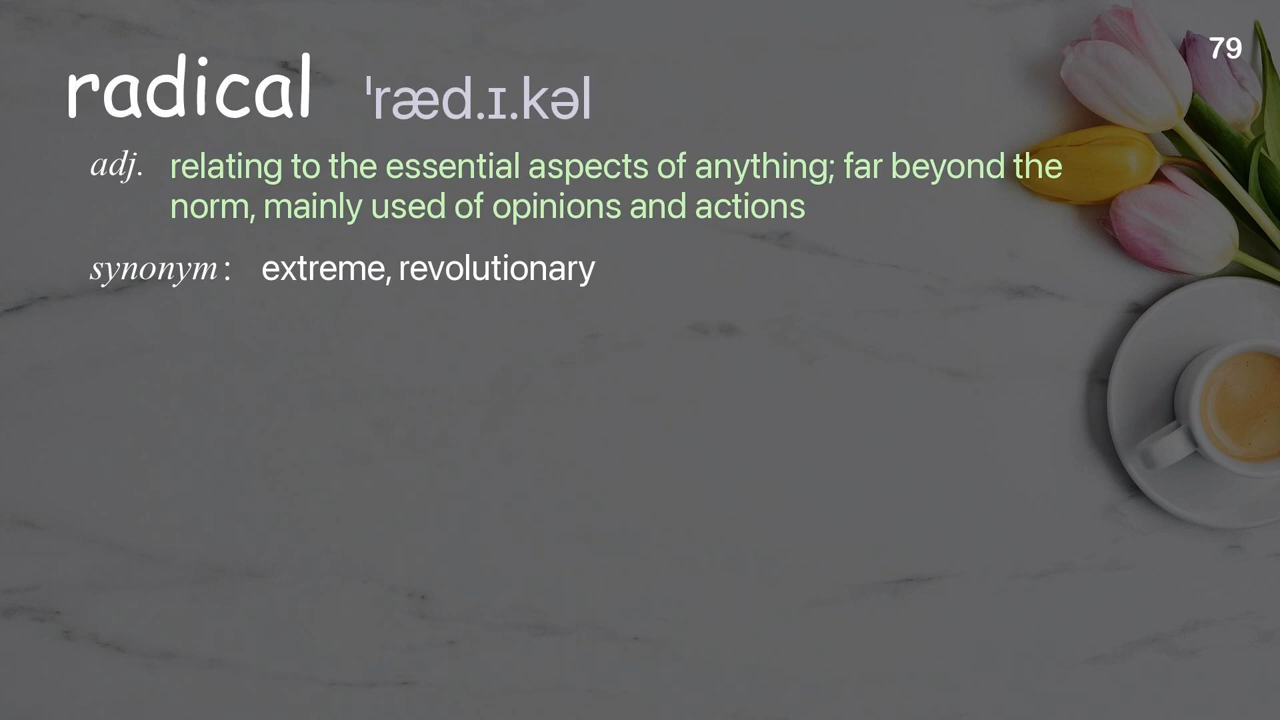 79
radical ˈræd.ɪ.kəl
adj. relating to the essential aspects of anything; far beyond the
norm, mainly used of opinions and actions
synonym : extreme, revolutionary